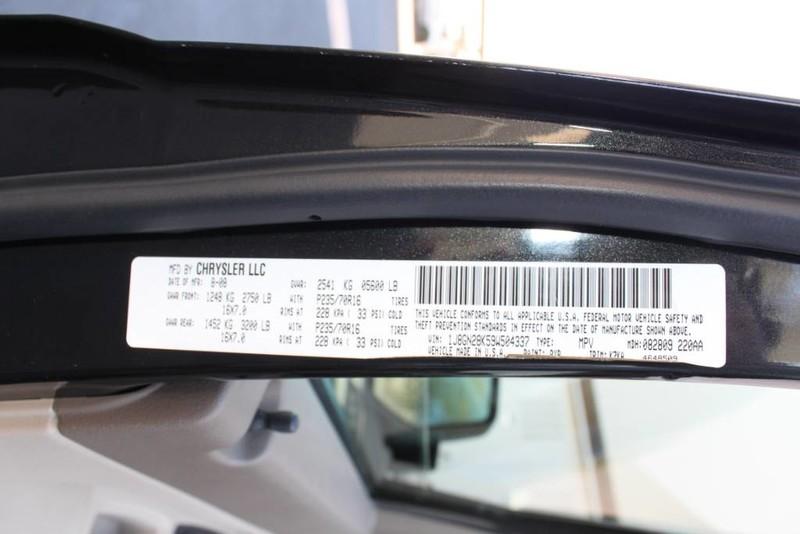 MFD BY CHRYSLER LLC
DATE OF MFR: 8-08 GVWR: 2541 KG 05600 LB
GAWR FRONT: 1248 KG 2750 LB WITH P235/70R16 TIRES
16X7.0 RIMS AT 228 KPA ( 33 PSI) COLD
GAWR REAR: 1452 KG 3200 LB WITH P235/70R16 TIRES
16X7.0 RIMS AT 228 KPA ( 33 PSI) COLD
THIS VEHICLE CONFORMS TO ALL APPLICABLE U.S.A. FEDERAL MOTOR VEHICLE SAFETY AND
THEFT PREVENTION STANDARDS IN EFFECT ON THE DATE OF MANUFACTURE SHOWN ABOVE.
VIN: 1J8GN28K59W504337 TYPE: MPV MDH: 082809 220AA
VEHICLE MADE IN U.S.A. PAINT: TRIM: 4648509